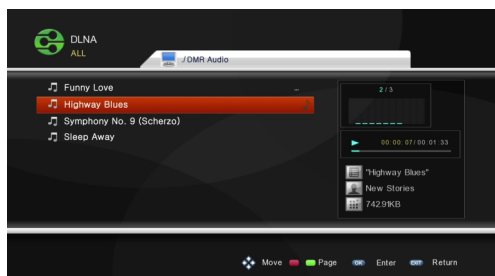 DLNA
ALL
/DMR Audio
Funny Love
Highway Blues
Symphony No. 9 (Scherzo)
Sleep Away
2/3
00:00:07/00:01:33
"Highway Blues"
New Stories
742.91KB
Move Page OK Enter EXIT Return